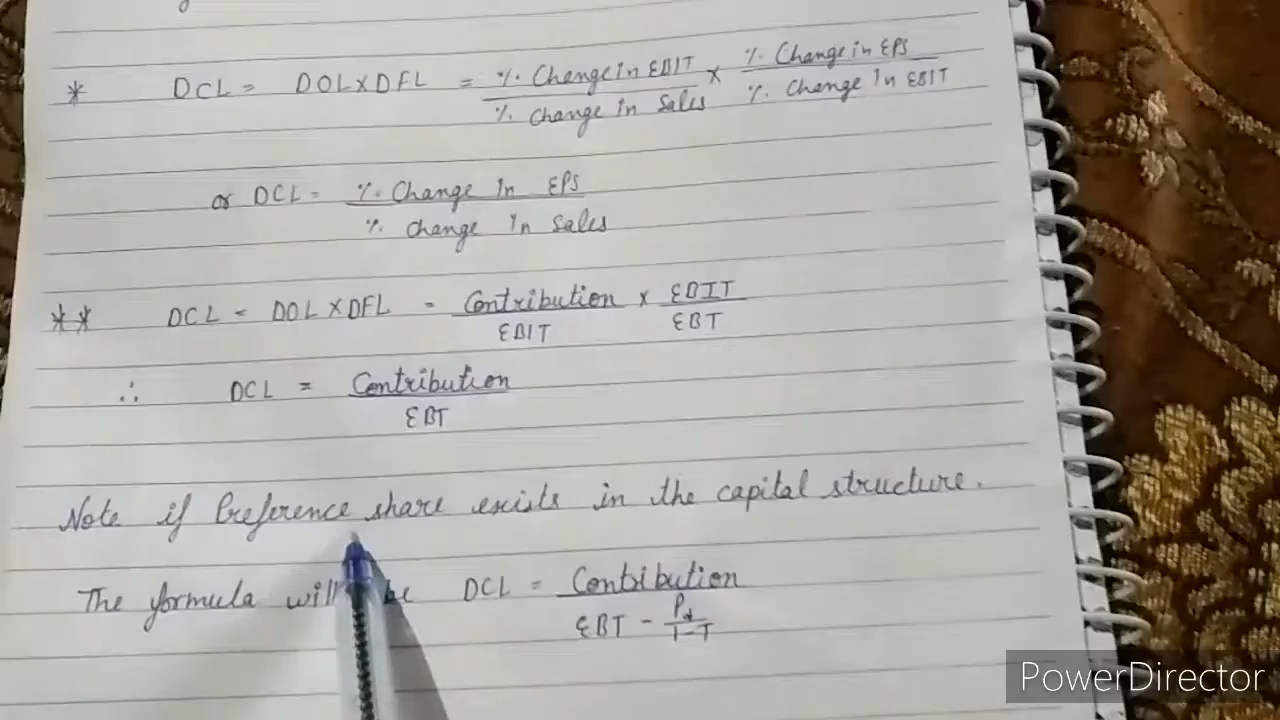 * DCL = DOL X DFL = % Change in EBIT / % Change in Sales × % Change in EPS / % Change In EBIT
or DCL = % Change In EPS / % Change In Sales
** DCL = DOL X DFL = Contribution / EBIT × EBIT / EBT
∴ DCL = Contribution / EBT
Note if Preference share exists in the capital structure.
The formula will be DCL = Contribution / EBT - Pd / 1-T
PowerDirector